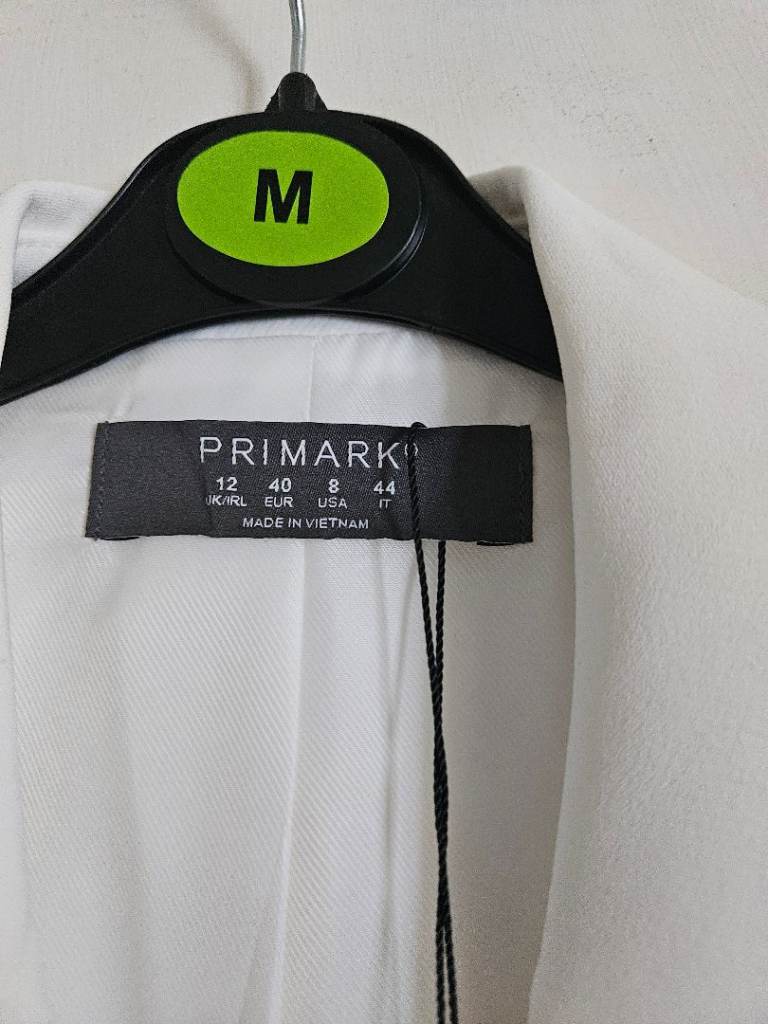 M
PRIMARK®
12 40 8 44
UK/IRL EUR USA IT
MADE IN VIETNAM